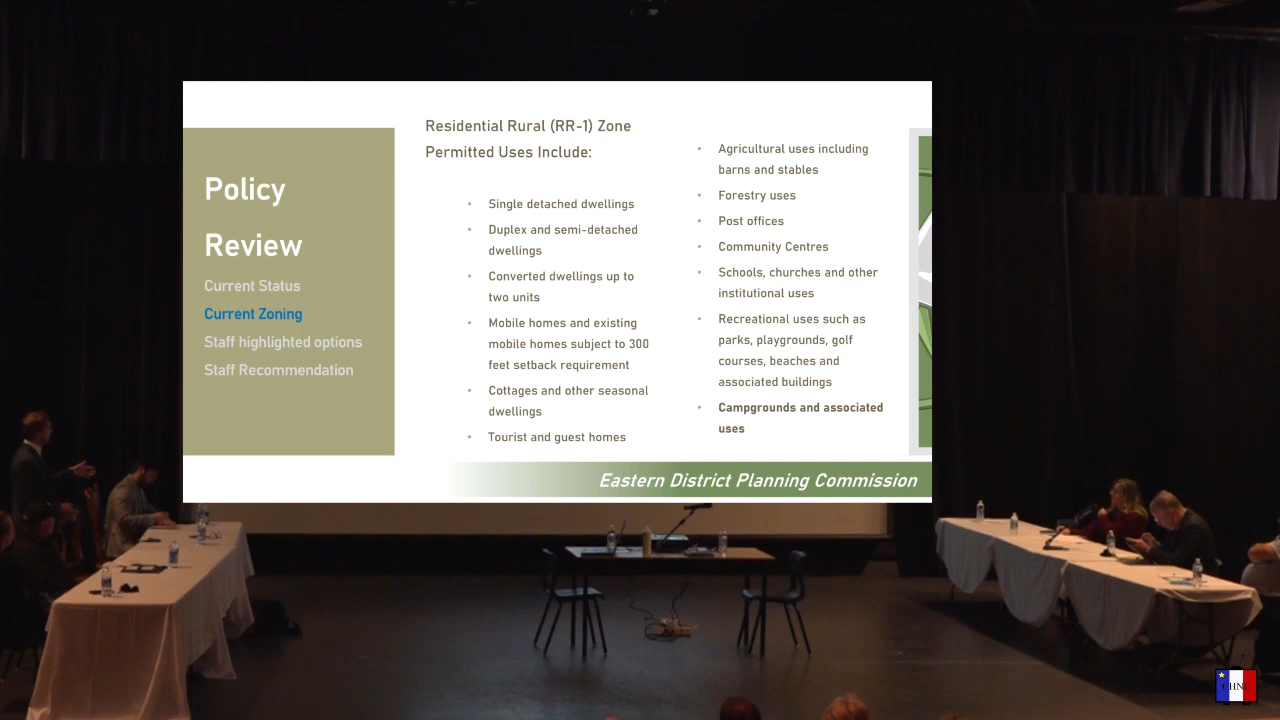 Policy
Review
Current Status
Current Zoning
Staff highlighted options
Staff Recommendation
Residential Rural (RR-1) Zone
Permitted Uses Include:
• Single detached dwellings
• Duplex and semi-detached
dwellings
• Converted dwellings up to
two units
• Mobile homes and existing
mobile homes subject to 300
feet setback requirement
• Cottages and other seasonal
dwellings
• Tourist and guest homes
• Agricultural uses including
barns and stables
• Forestry uses
• Post offices
• Community Centres
• Schools, churches and other
institutional uses
• Recreational uses such as
parks, playgrounds, golf
courses, beaches and
associated buildings
• Campgrounds and associated
uses
Eastern District Planning Commission